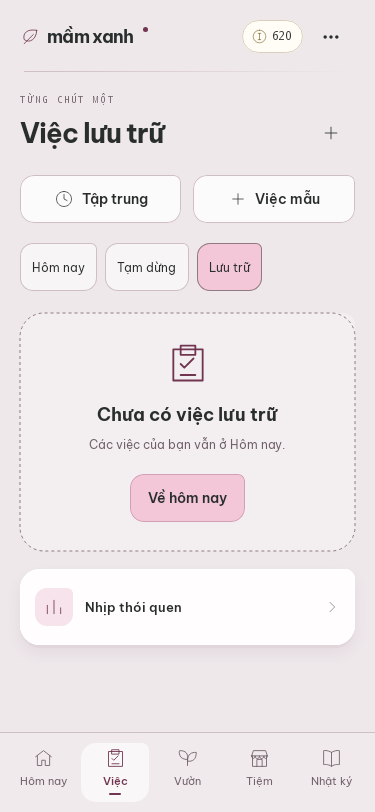 mầm xanh
620
TỪNG CHÚT MỘT
Việc lưu trữ
Tập trung
Việc mẫu
Hôm nay
Tạm dừng
Lưu trữ
Chưa có việc lưu trữ
Các việc của bạn vẫn ở Hôm nay.
Về hôm nay
Nhịp thói quen
Hôm nay
Việc
Vườn
Tiệm
Nhật ký